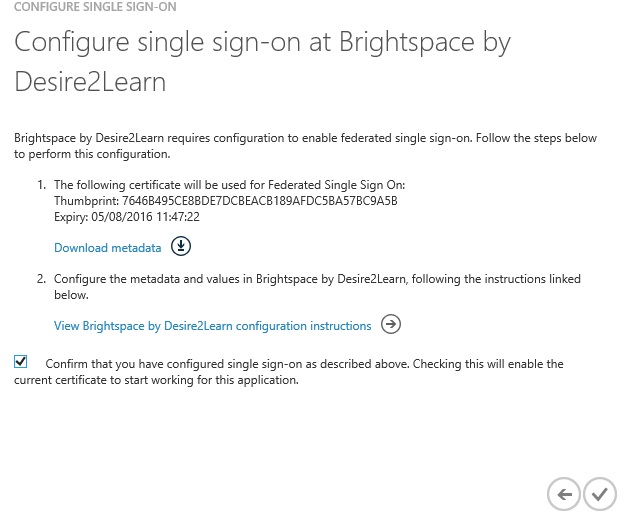 CONFIGURE SINGLE SIGN-ON
Configure single sign-on at Brightspace by
Desire2Learn
Brightspace by Desire2Learn requires configuration to enable federated single sign-on. Follow the steps below
to perform this configuration.
1. The following certificate will be used for Federated Single Sign On:
Thumbprint: 7646B495CE8BDE7DCBEACB189AFDC5BA57BC9A5B
Expiry: 05/08/2016 11:47:22
Download metadata
2. Configure the metadata and values in Brightspace by Desire2Learn, following the instructions linked
below.
View Brightspace by Desire2Learn configuration instructions
Confirm that you have configured single sign-on as described above. Checking this will enable the
current certificate to start working for this application.